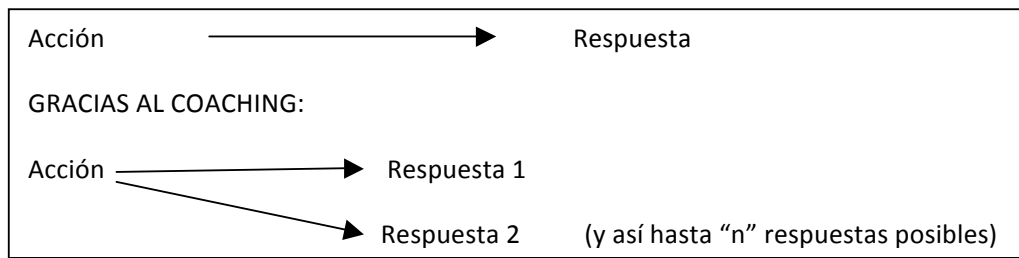 Acción Respuesta
GRACIAS AL COACHING:
Acción Respuesta 1
Respuesta 2 (y así hasta “n” respuestas posibles)